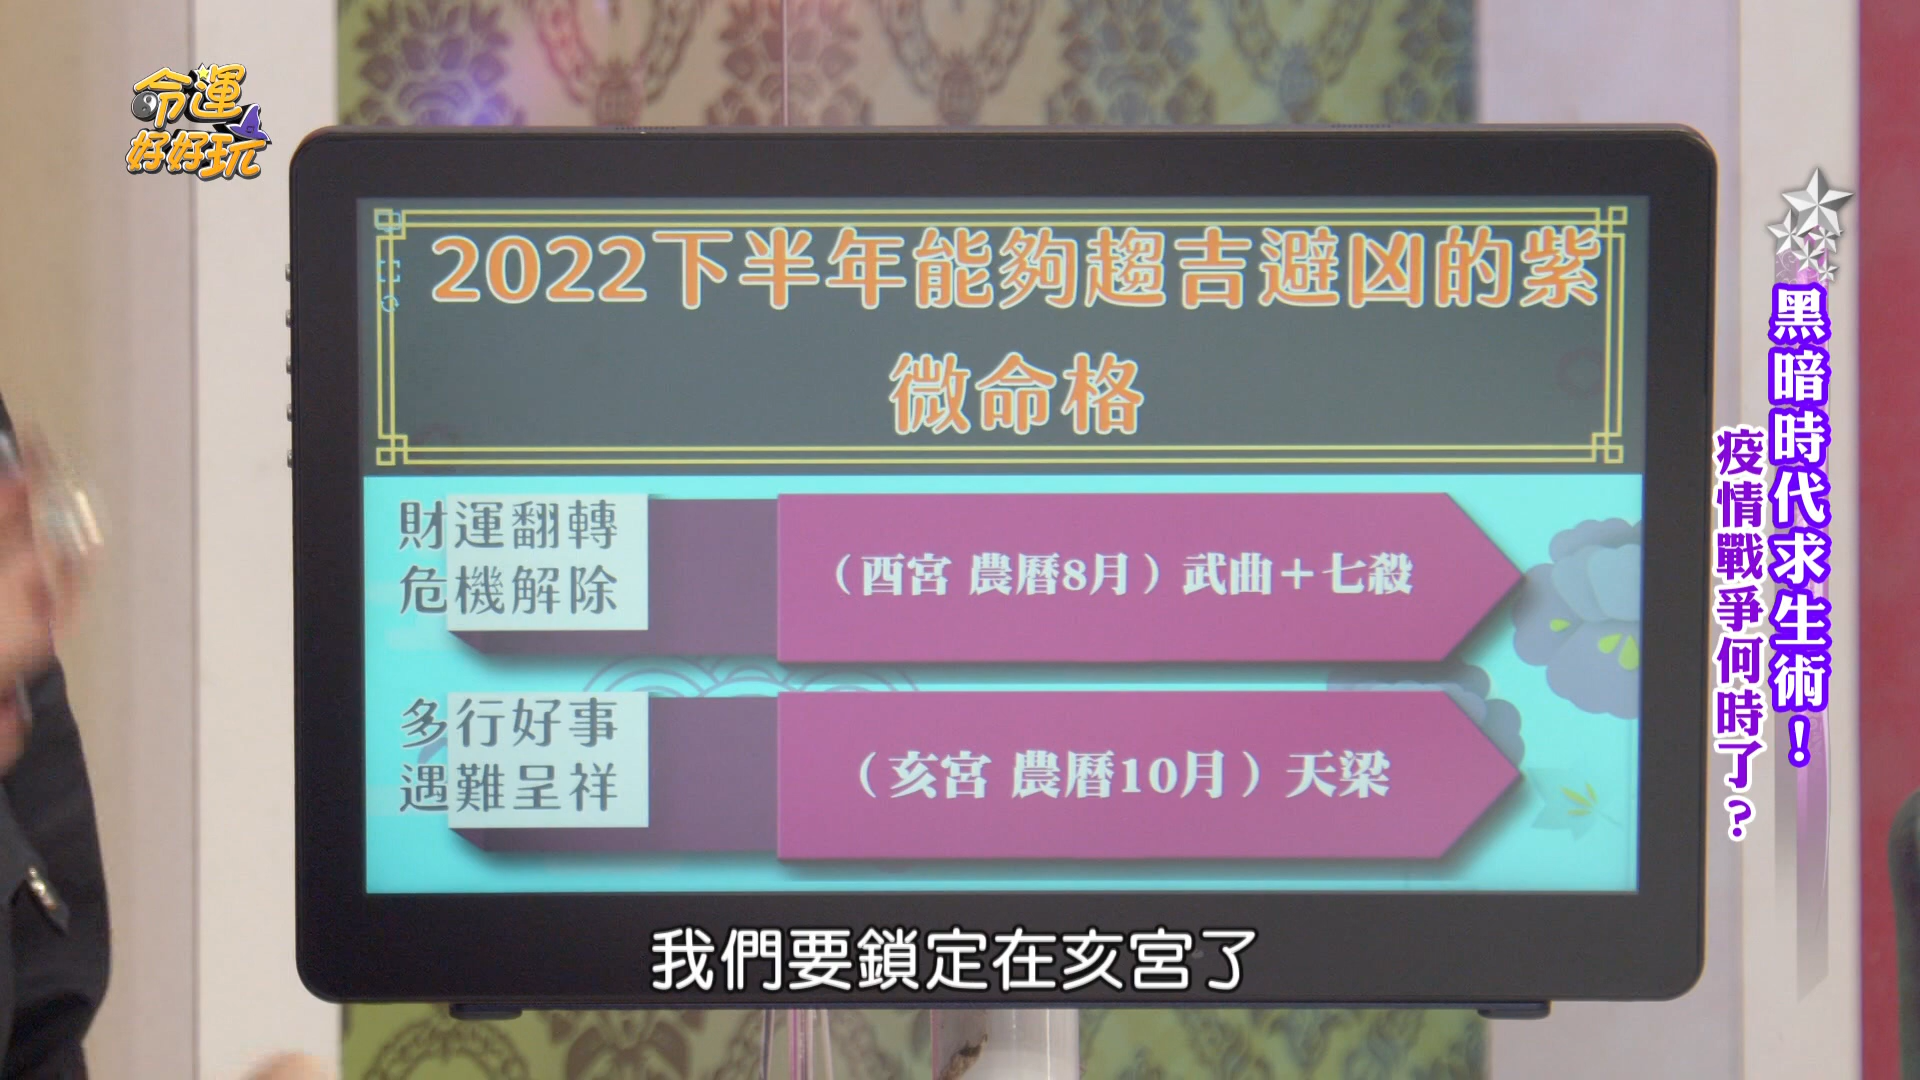 命運
好好玩
2022下半年能夠趨吉避凶的紫
微命格
財運翻轉
危機解除
（酉宮 農曆8月）武曲＋七殺
多行好事
遇難呈祥
（亥宮 農曆10月）天梁
黑暗時代求生術！
疫情戰爭何時了？
我們要鎖定在亥宮了